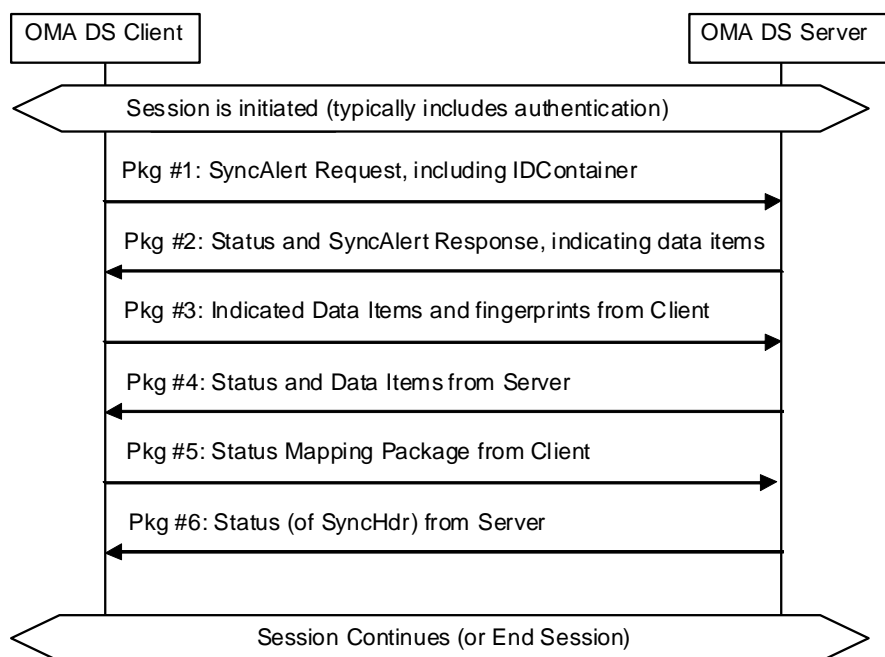 OMA DS Client
OMA DS Server
Session is initiated (typically includes authentication)
Pkg #1: SyncAlert Request, including IDContainer
Pkg #2: Status and SyncAlert Response, indicating data items
Pkg #3: Indicated Data Items and fingerprints from Client
Pkg #4: Status and Data Items from Server
Pkg #5: Status Mapping Package from Client
Pkg #6: Status (of SyncHdr) from Server
Session Continues (or End Session)